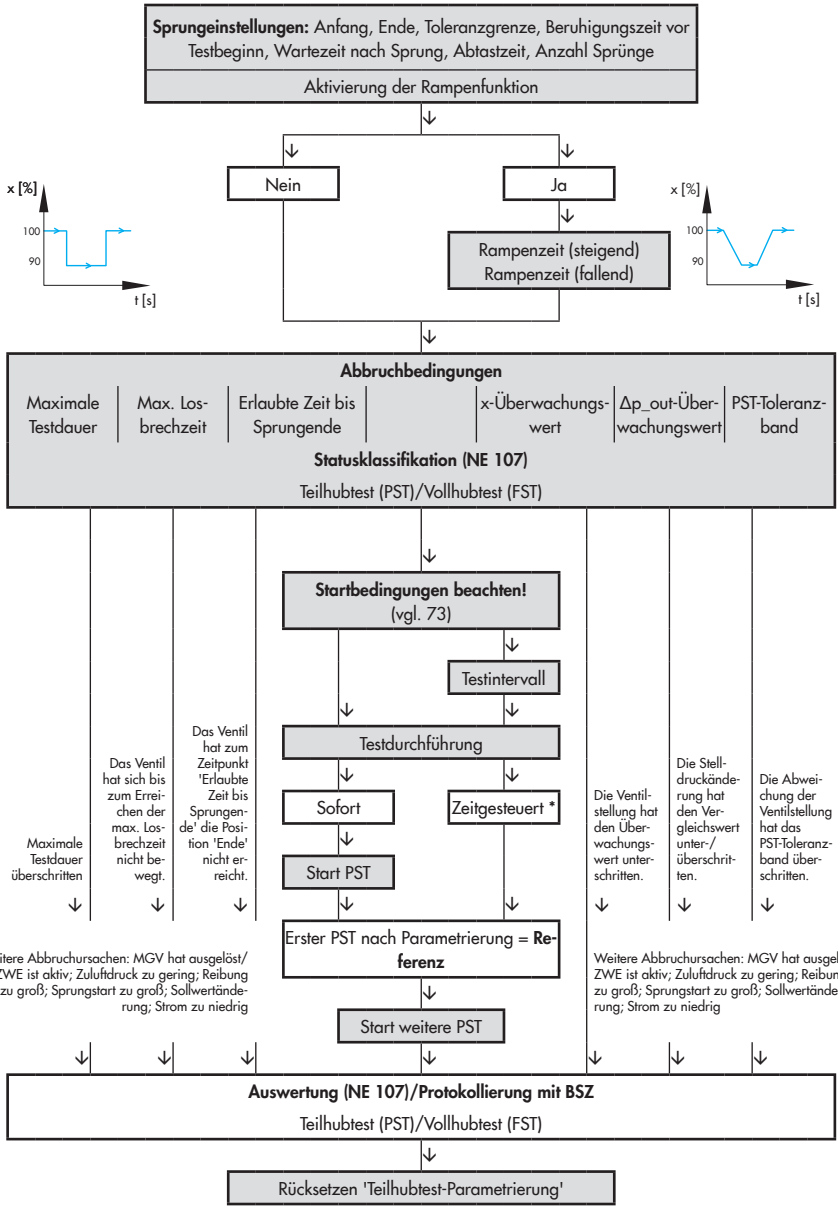 Sprungeinstellungen: Anfang, Ende, Toleranzgrenze, Beruhigungszeit vor
Testbeginn, Wartezeit nach Sprung, Abtastzeit, Anzahl Sprünge
Aktivierung der Rampenfunktion
Nein
Ja
x [%]
100
90
t [s]
Rampenzeit (steigend)
Rampenzeit (fallend)
x [%]
100
90
t [s]
Abbruchbedingungen
Maximale
Testdauer
Max. Los-
brechzeit
Erlaubte Zeit bis
Sprungende
x-Überwachungs-
wert
Δp_out-Über-
wachungswert
PST-Toleranz-
band
Statusklassifikation (NE 107)
Teilhubtest (PST)/Vollhubtest (FST)
Startbedingungen beachten!
(vgl. 73)
Testintervall
Testdurchführung
Sofort
Zeitgesteuert *
Start PST
Maximale
Testdauer
überschritten
Das Ventil
hat sich bis
zum Errei-
chen der
max. Los-
brechzeit
nicht be-
wegt.
Das Ventil
hat zum
Zeitpunkt
'Erlaubte
Zeit bis
Sprungen-
de' die Posi-
tion 'Ende'
nicht er-
reicht.
Die Ventil-
stellung hat
den Über-
wachungs-
wert unter-
schritten.
Die Stell-
druckände-
rung hat
den Ver-
gleichswert
unter-/
überschrit-
ten.
Die Abwei-
chung der
Ventilstellung
hat das
PST-Toleranz-
band über-
schritten.
Erster PST nach Parametrierung = Re-
ferenz
itere Abbruchursachen: MGV hat ausgelöst/
ZWE ist aktiv; Zuluftdruck zu gering; Reibung
zu groß; Sprungstart zu groß; Sollwertände-
rung; Strom zu niedrig
Weitere Abbruchursachen: MGV hat ausgel
ZWE ist aktiv; Zuluftdruck zu gering; Reibun
zu groß; Sprungstart zu groß; Sollwertände
rung; Strom zu niedrig
Start weitere PST
Auswertung (NE 107)/Protokollierung mit BSZ
Teilhubtest (PST)/Vollhubtest (FST)
Rücksetzen 'Teilhubtest-Parametrierung'